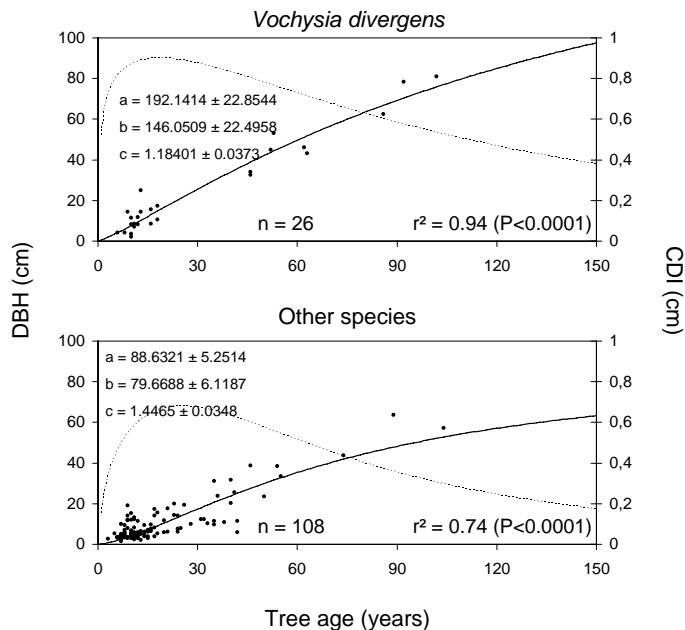 Vochysia divergens
100
80
60
40
20
0
a = 192.1414 ± 22.8544
b = 146.0509 ± 22.4958
c = 1.18401 ± 0.0373
n = 26
r² = 0.94 (P<0.0001)
1
0,8
0,6
0,4
0,2
0
0 30 60 90 120 150
DBH (cm)
CDI (cm)
Other species
100
80
60
40
20
0
a = 88.6321 ± 5.2514
b = 79.6688 ± 6.1187
c = 1.4465 ± 0.0348
n = 108
r² = 0.74 (P<0.0001)
1
0,8
0,6
0,4
0,2
0
0 30 60 90 120 150
Tree age (years)